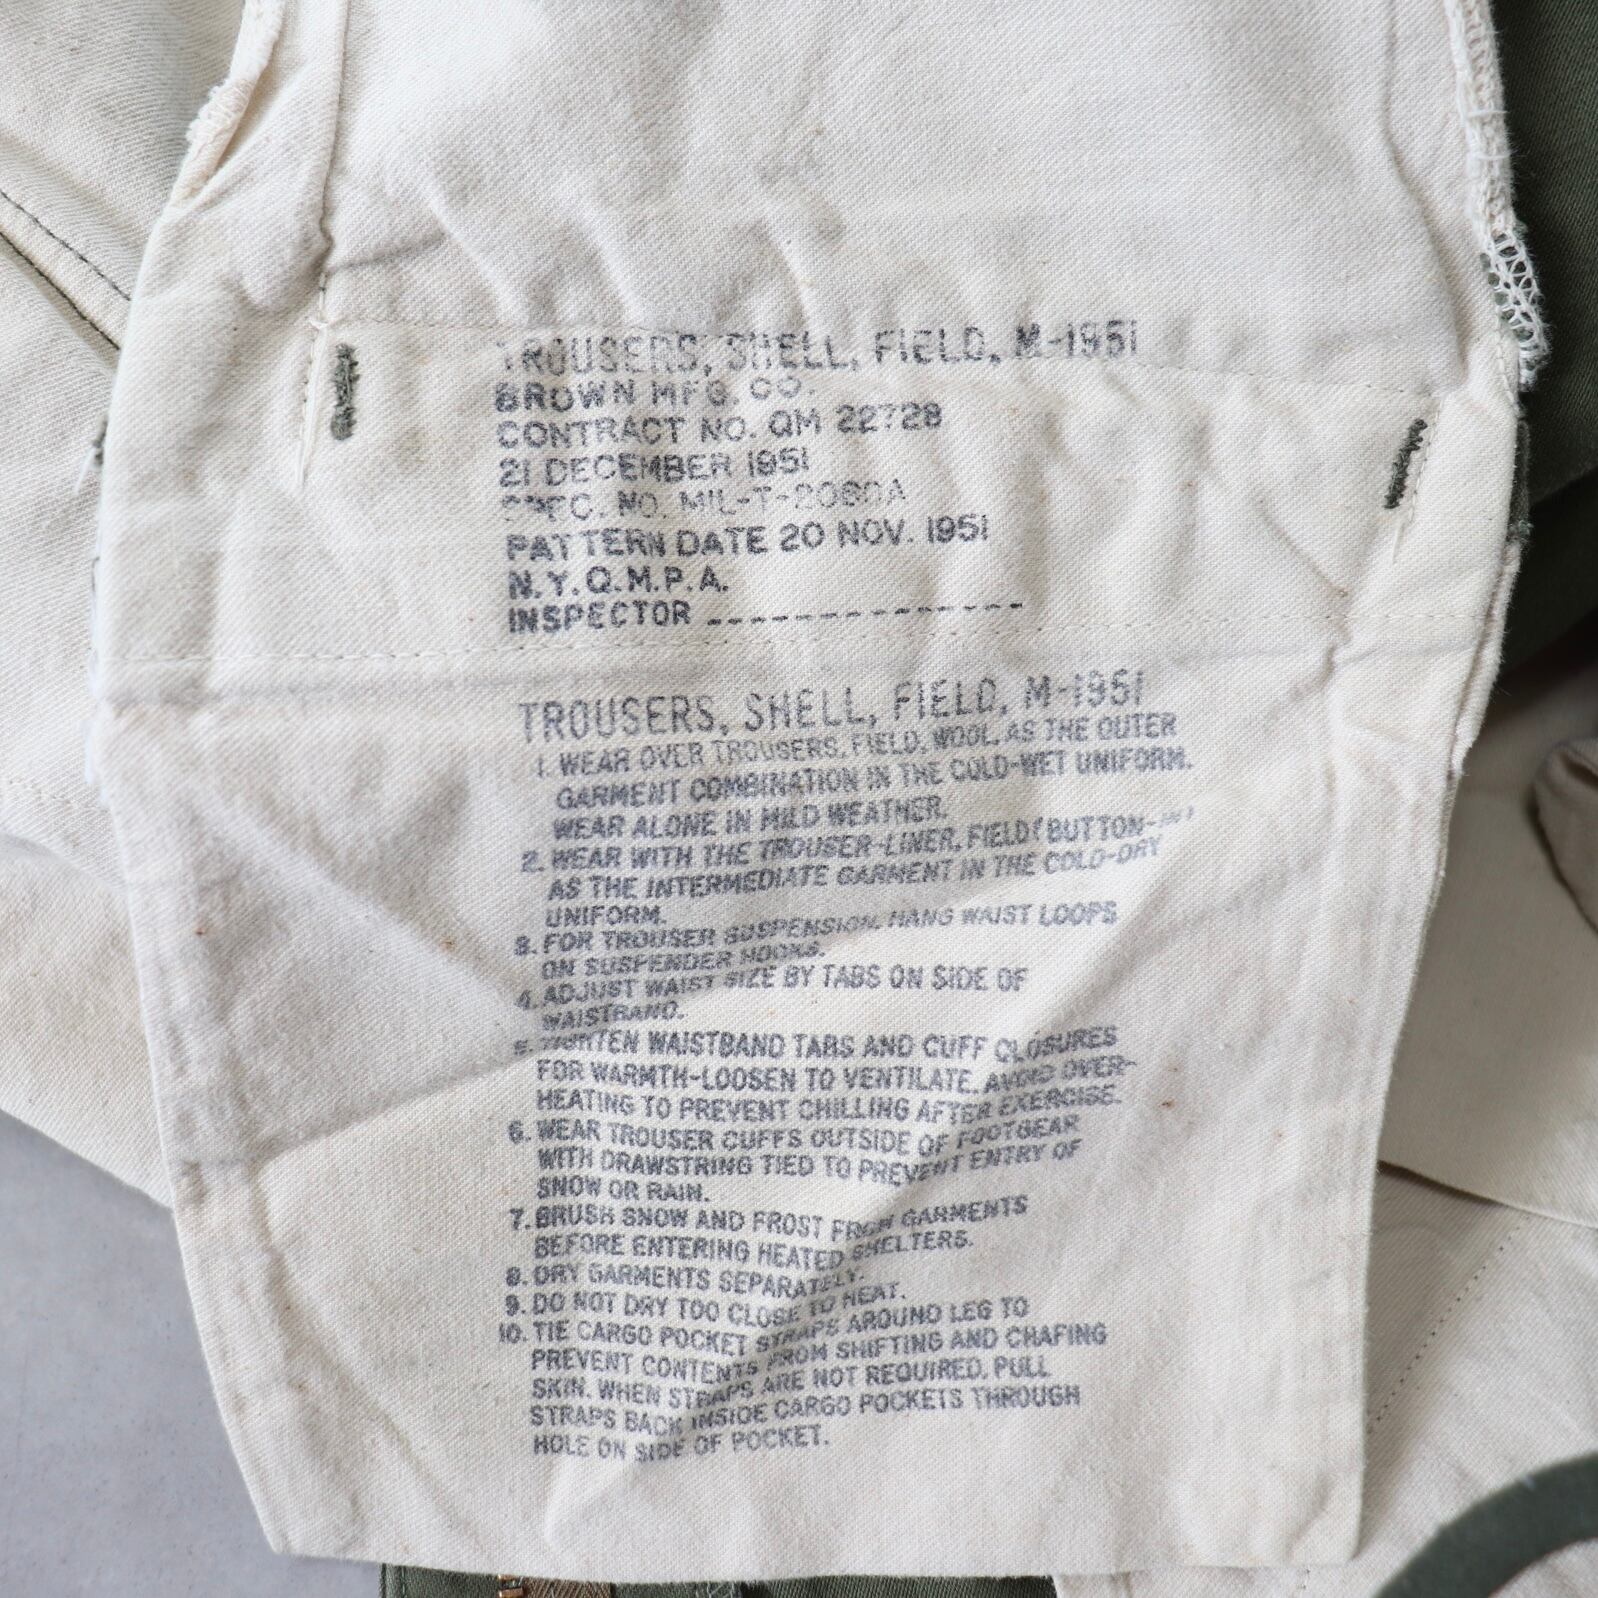 TROUSERS, SHELL, FIELD, M-1951
BROWN MFG. CO.
CONTRACT NO. QM 22728
21 DECEMBER 1951
SPEC. NO. MIL-T-2080A
PATTERN DATE 20 NOV. 1951
N.Y.Q.M.P.A.
INSPECTOR --------------
TROUSERS, SHELL, FIELD, M-1951
1. WEAR OVER TROUSERS, FIELD, WOOL, AS THE OUTER
GARMENT COMBINATION IN THE COLD-WET UNIFORM.
WEAR ALONE IN MILD WEATHER.
2. WEAR WITH THE TROUSER-LINER, FIELD (BUTTON-IN)
AS THE INTERMEDIATE GARMENT IN THE COLD-DRY
UNIFORM.
3. FOR TROUSER SUSPENSION, HANG WAIST LOOPS
ON SUSPENDER HOOKS.
4. ADJUST WAIST SIZE BY TABS ON SIDE OF
WAISTBAND.
5. TIGHTEN WAISTBAND TABS AND CUFF CLOSURES
FOR WARMTH-LOOSEN TO VENTILATE. AVOID OVER-
HEATING TO PREVENT CHILLING AFTER EXERCISE.
6. WEAR TROUSER CUFFS OUTSIDE OF FOOTGEAR
WITH DRAWSTRING TIED TO PREVENT ENTRY OF
SNOW OR RAIN.
7. BRUSH SNOW AND FROST FROM GARMENTS
BEFORE ENTERING HEATED SHELTERS.
8. DRY GARMENTS SEPARATELY.
9. DO NOT DRY TOO CLOSE TO HEAT.
10. TIE CARGO POCKET STRAPS AROUND LEG TO
PREVENT CONTENTS FROM SHIFTING AND CHAFING
SKIN. WHEN STRAPS ARE NOT REQUIRED, PULL
STRAPS BACK INSIDE CARGO POCKETS THROUGH
HOLE ON SIDE OF POCKET.